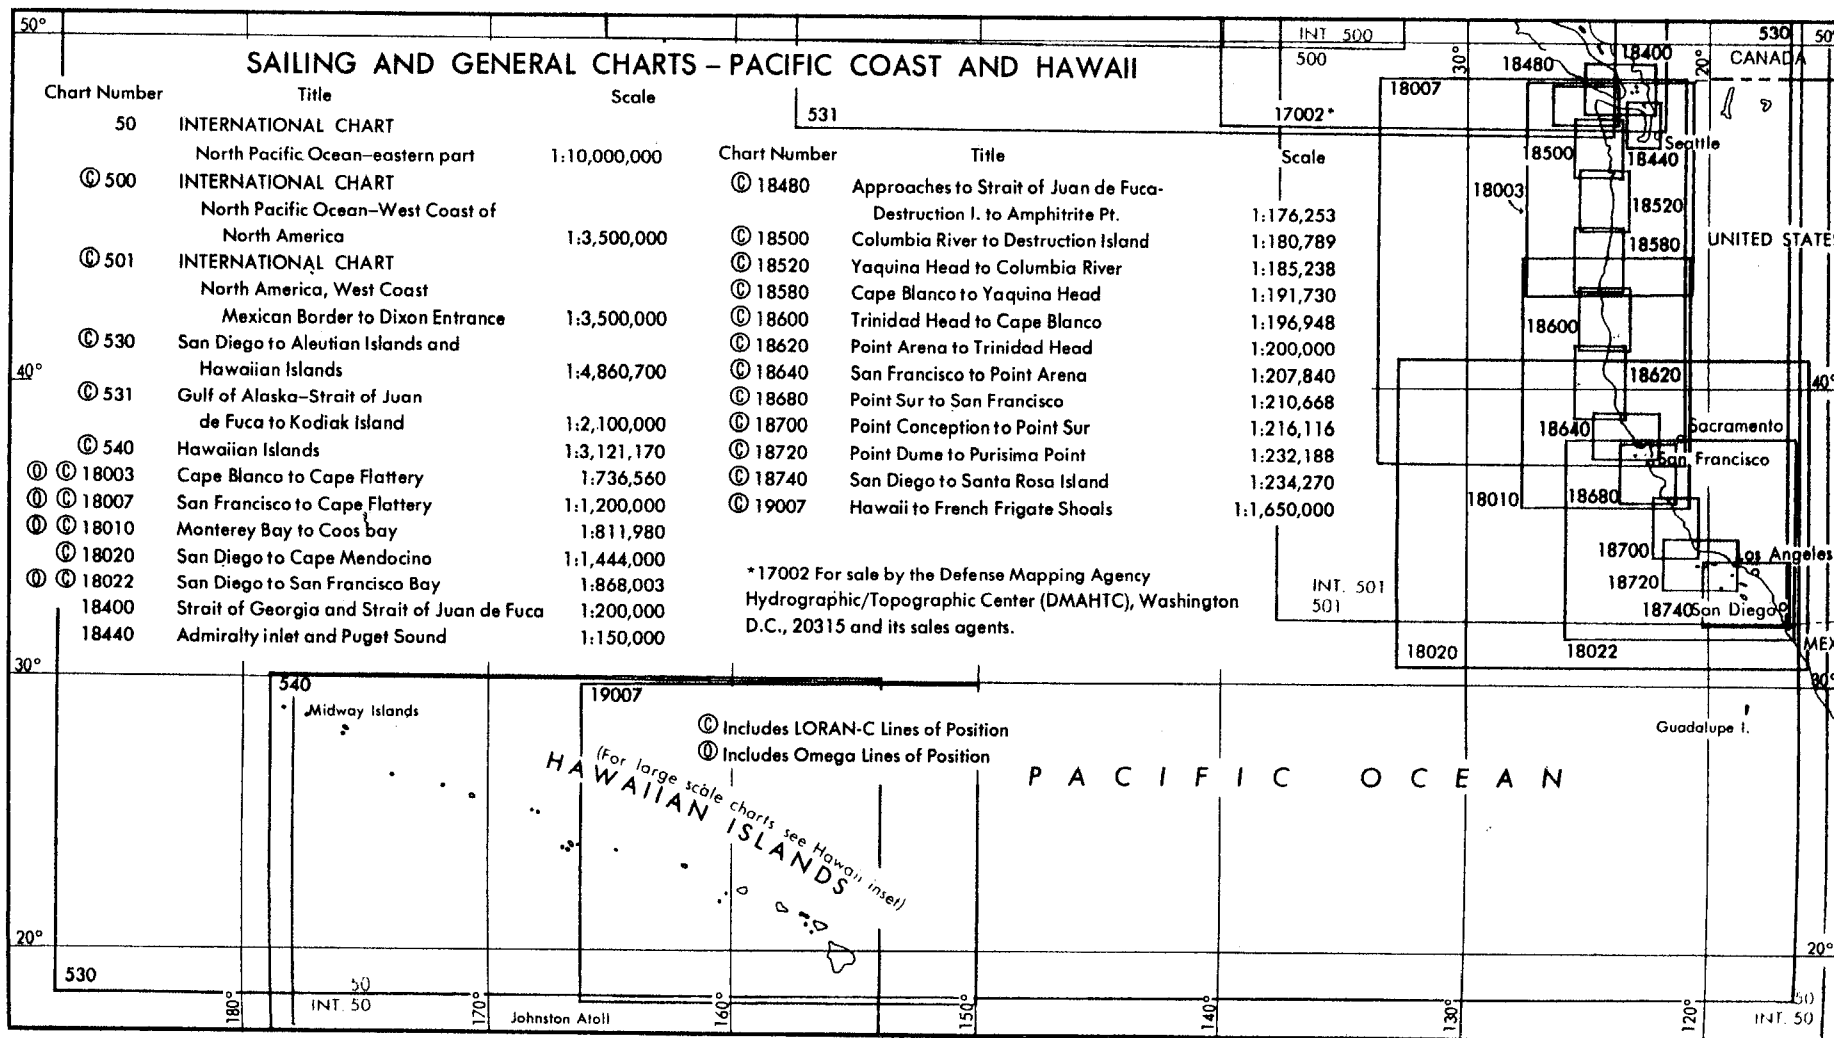 SAILING AND GENERAL CHARTS – PACIFIC COAST AND HAWAII
Chart Number Title Scale
50 INTERNATIONAL CHART
North Pacific Ocean–eastern part 1:10,000,000
Ⓒ 500 INTERNATIONAL CHART
North Pacific Ocean–West Coast of
North America 1:3,500,000
Ⓒ 501 INTERNATIONAL CHART
North America, West Coast
Mexican Border to Dixon Entrance 1:3,500,000
Ⓒ 530 San Diego to Aleutian Islands and
Hawaiian Islands 1:4,860,700
Ⓒ 531 Gulf of Alaska–Strait of Juan
de Fuca to Kodiak Island 1:2,100,000
Ⓒ 540 Hawaiian Islands 1:3,121,170
Ⓞ Ⓒ 18003 Cape Blanco to Cape Flattery 1:736,560
Ⓞ Ⓒ 18007 San Francisco to Cape Flattery 1:1,200,000
Ⓞ Ⓒ 18010 Monterey Bay to Coos bay 1:811,980
Ⓒ 18020 San Diego to Cape Mendocino 1:1,444,000
Ⓞ Ⓒ 18022 San Diego to San Francisco Bay 1:868,003
18400 Strait of Georgia and Strait of Juan de Fuca 1:200,000
18440 Admiralty inlet and Puget Sound 1:150,000
Chart Number Title Scale
Ⓒ 18480 Approaches to Strait of Juan de Fuca-
Destruction I. to Amphitrite Pt. 1:176,253
Ⓒ 18500 Columbia River to Destruction Island 1:180,789
Ⓒ 18520 Yaquina Head to Columbia River 1:185,238
Ⓒ 18580 Cape Blanco to Yaquina Head 1:191,730
Ⓒ 18600 Trinidad Head to Cape Blanco 1:196,948
Ⓒ 18620 Point Arena to Trinidad Head 1:200,000
Ⓒ 18640 San Francisco to Point Arena 1:207,840
Ⓒ 18680 Point Sur to San Francisco 1:210,668
Ⓒ 18700 Point Conception to Point Sur 1:216,116
Ⓒ 18720 Point Dume to Purisima Point 1:232,188
Ⓒ 18740 San Diego to Santa Rosa Island 1:234,270
Ⓒ 19007 Hawaii to French Frigate Shoals 1:1,650,000
*17002 For sale by the Defense Mapping Agency
Hydrographic/Topographic Center (DMAHTC), Washington
D.C., 20315 and its sales agents.
Ⓒ Includes LORAN-C Lines of Position
Ⓞ Includes Omega Lines of Position
50°
40°
30°
20°
531
INT. 500
500
17002*
530
50°
30°
20°
18400
18480
CANADA
18007
Seattle
18500
18440
18003
18520
UNITED STATES
18580
18600
18620
40°
18640
Sacramento
San Francisco
18010
18680
18700
Los Angeles
18720
INT. 501
501
18740
San Diego
18020
18022
MEX
30°
Guadalupe I.
540
Midway Islands
19007
(For large scale charts see Hawaii inset)
HAWAIIAN ISLANDS
PACIFIC OCEAN
20°
530
50
INT. 50
Johnston Atoll
180°
170°
160°
150°
140°
130°
120°
50
INT. 50